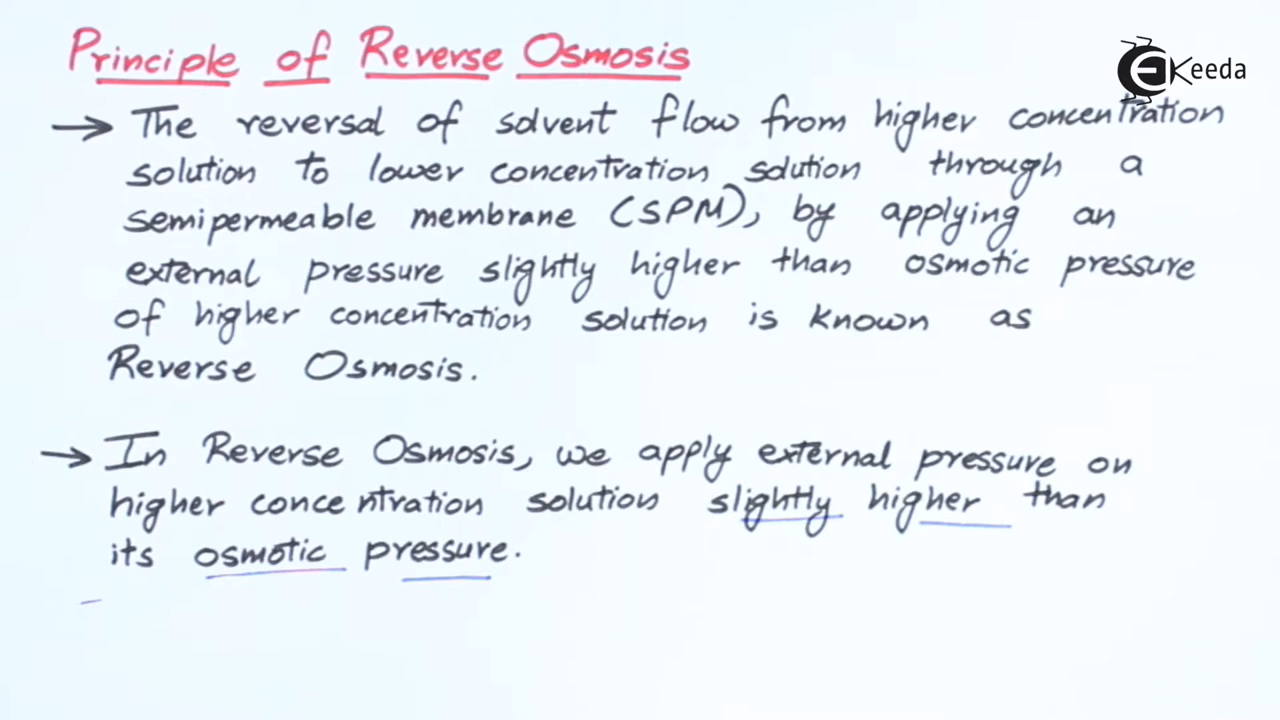 Principle of Reverse Osmosis
EKeeda
→ The reversal of solvent flow from higher concentration
solution to lower concentration solution through a
semipermeable membrane (SPM), by applying an
external pressure slightly higher than osmotic pressure
of higher concentration solution is known as
Reverse Osmosis.
→ In Reverse Osmosis, we apply external pressure on
higher concentration solution slightly higher than
its osmotic pressure.